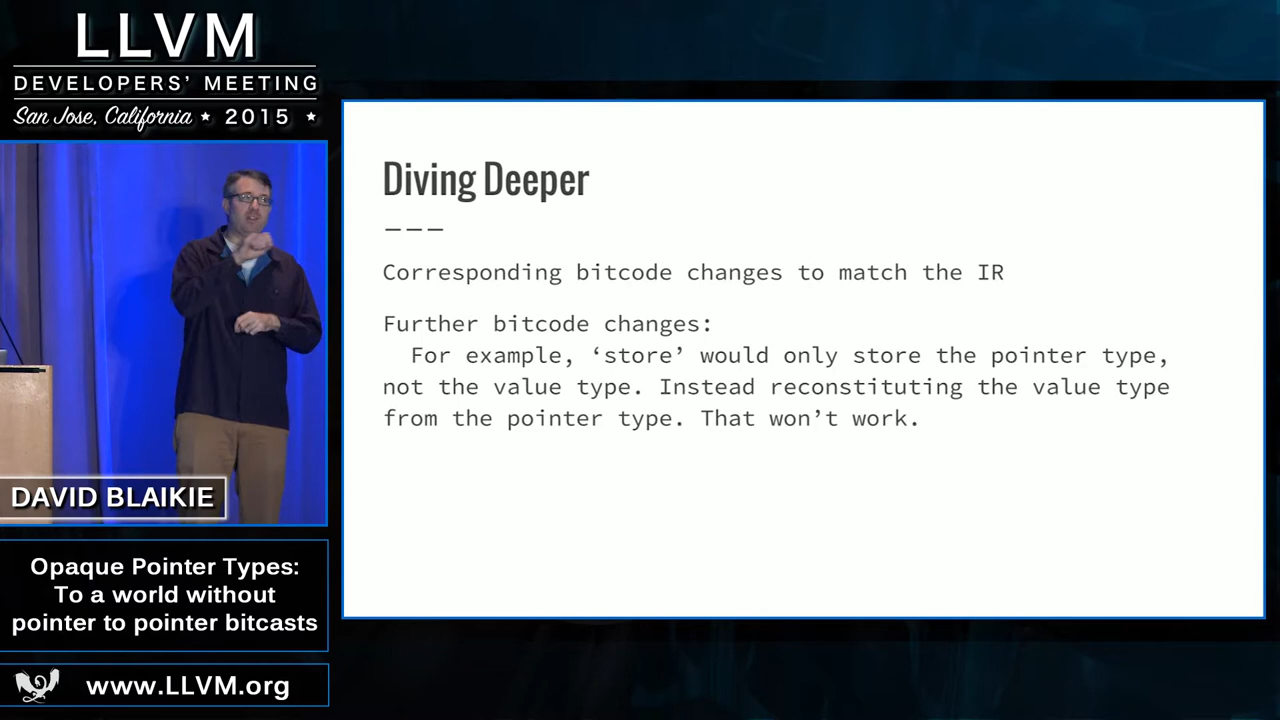 LLVM
DEVELOPERS' MEETING
San Jose, California ★ 2015 ★
DAVID BLAIKIE
Opaque Pointer Types:
To a world without
pointer to pointer bitcasts
www.LLVM.org
Diving Deeper
———
Corresponding bitcode changes to match the IR
Further bitcode changes:
For example, ‘store’ would only store the pointer type,
not the value type. Instead reconstituting the value type
from the pointer type. That won’t work.